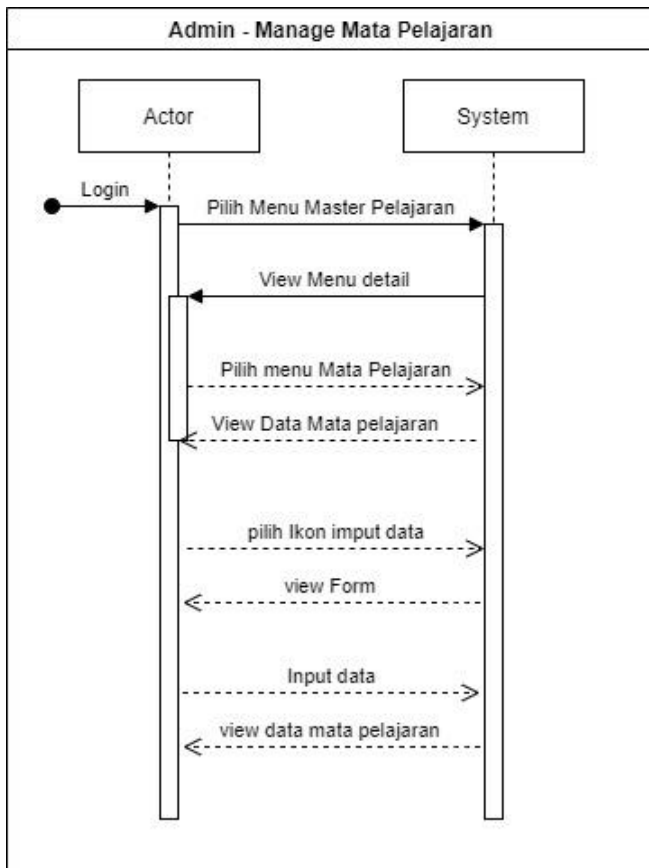 Admin - Manage Mata Pelajaran
Actor
System
Login
Pilih Menu Master Pelajaran
View Menu detail
Pilih menu Mata Pelajaran
View Data Mata pelajaran
pilih Ikon imput data
view Form
Input data
view data mata pelajaran